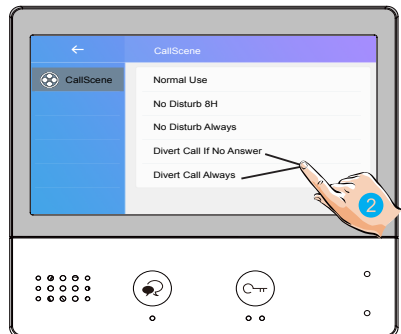 CallScene
CallScene
Normal Use
No Disturb 8H
No Disturb Always
Divert Call If No Answer
Divert Call Always
2